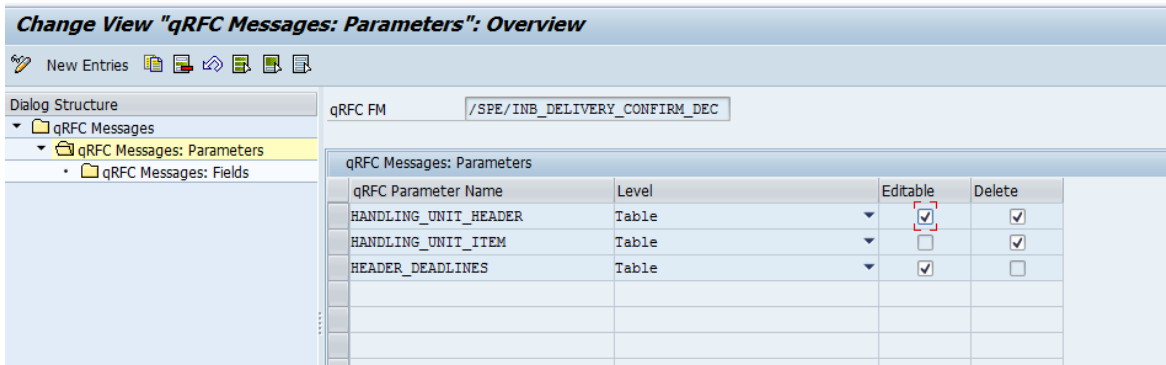 Change View "qRFC Messages: Parameters": Overview
New Entries
Dialog Structure
qRFC Messages
qRFC Messages: Parameters
qRFC Messages: Fields
qRFC FM /SPE/INB_DELIVERY_CONFIRM_DEC
qRFC Messages: Parameters
qRFC Parameter Name Level Editable Delete
HANDLING_UNIT_HEADER Table
HANDLING_UNIT_ITEM Table
HEADER_DEADLINES Table